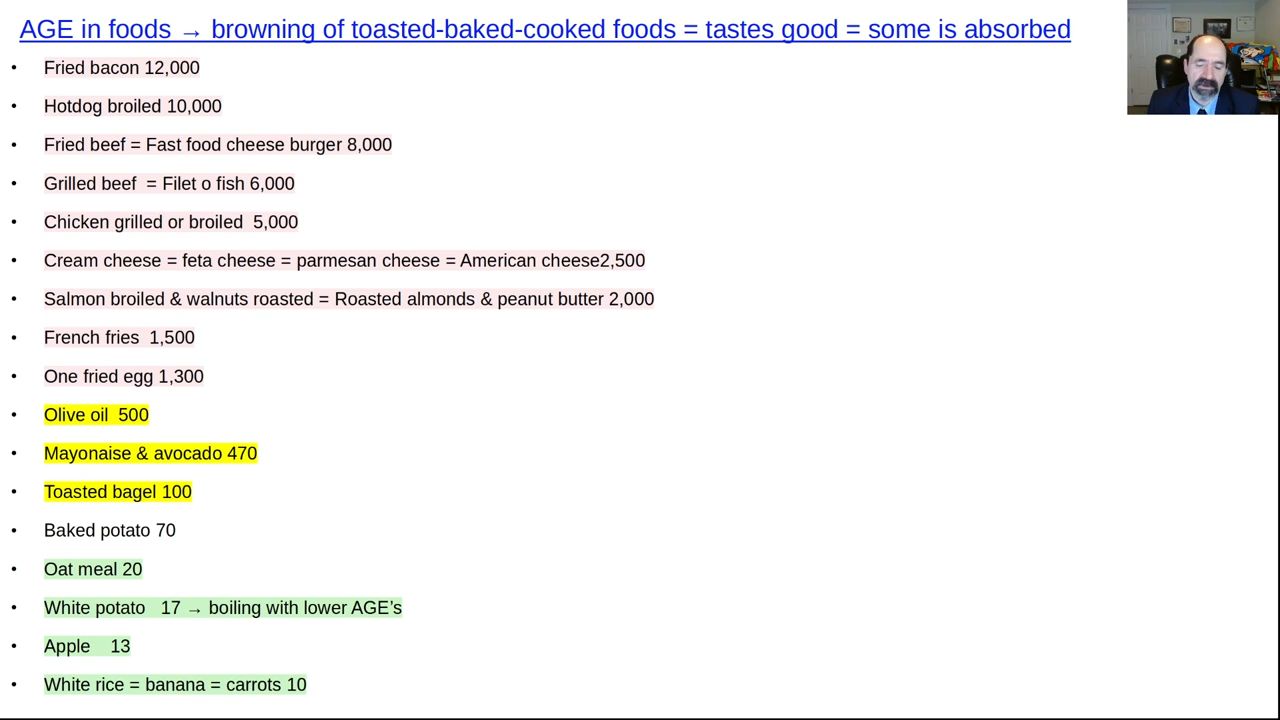 AGE in foods → browning of toasted-baked-cooked foods = tastes good = some is absorbed
• Fried bacon 12,000
• Hotdog broiled 10,000
• Fried beef = Fast food cheese burger 8,000
• Grilled beef  = Filet o fish 6,000
• Chicken grilled or broiled  5,000
• Cream cheese = feta cheese = parmesan cheese = American cheese2,500
• Salmon broiled & walnuts roasted = Roasted almonds & peanut butter 2,000
• French fries  1,500
• One fried egg 1,300
• Olive oil  500
• Mayonaise & avocado 470
• Toasted bagel 100
• Baked potato 70
• Oat meal 20
• White potato   17 → boiling with lower AGE’s
• Apple    13
• White rice = banana = carrots 10